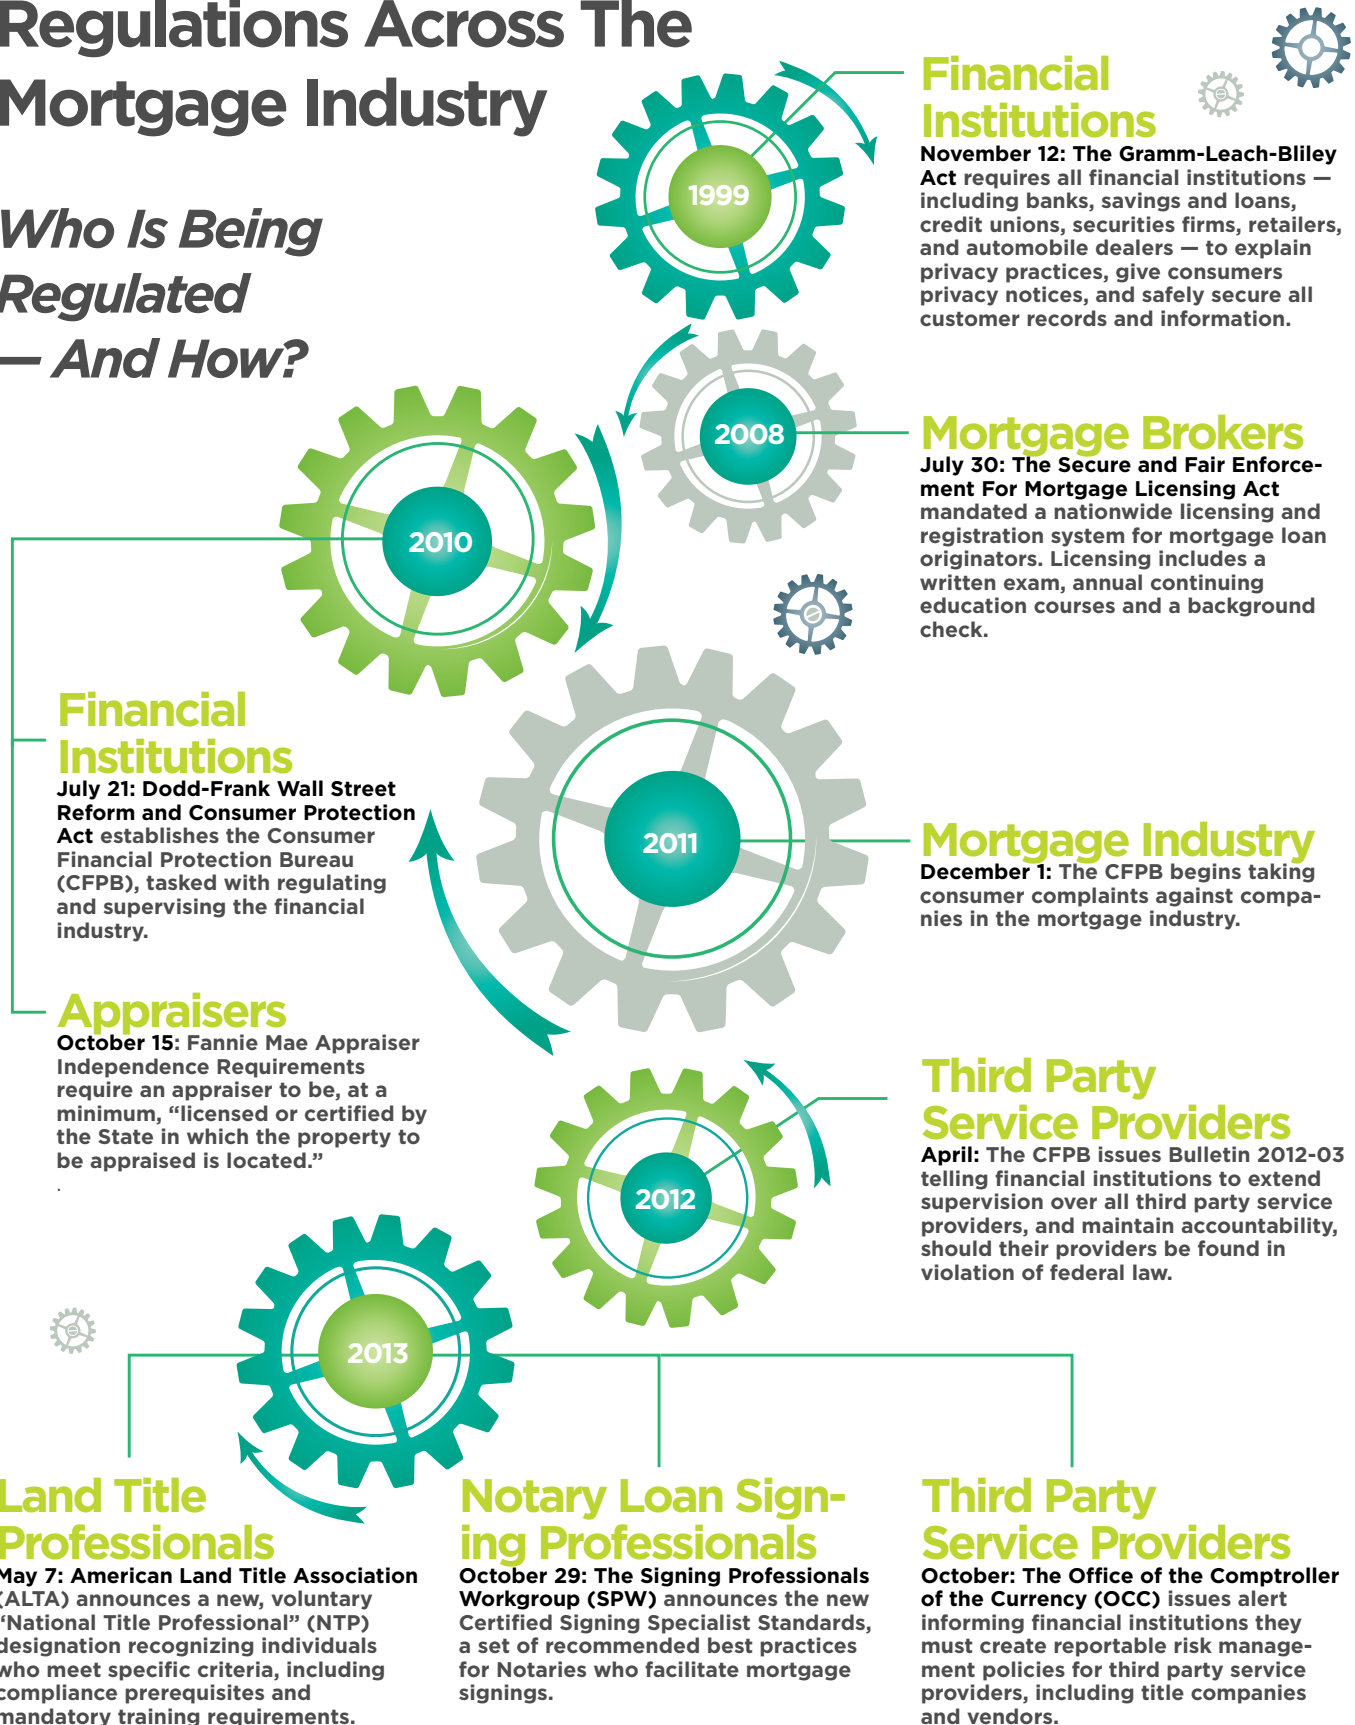 Regulations Across The
Mortgage Industry
Who Is Being
Regulated
— And How?
1999
Financial
Institutions
November 12: The Gramm-Leach-Bliley
Act requires all financial institutions —
including banks, savings and loans,
credit unions, securities firms, retailers,
and automobile dealers — to explain
privacy practices, give consumers
privacy notices, and safely secure all
customer records and information.
2008
Mortgage Brokers
July 30: The Secure and Fair Enforce-
ment For Mortgage Licensing Act
mandated a nationwide licensing and
registration system for mortgage loan
originators. Licensing includes a
written exam, annual continuing
education courses and a background
check.
2010
Financial
Institutions
July 21: Dodd-Frank Wall Street
Reform and Consumer Protection
Act establishes the Consumer
Financial Protection Bureau
(CFPB), tasked with regulating
and supervising the financial
industry.
Appraisers
October 15: Fannie Mae Appraiser
Independence Requirements
require an appraiser to be, at a
minimum, “licensed or certified by
the State in which the property to
be appraised is located.”
.
2011
Mortgage Industry
December 1: The CFPB begins taking
consumer complaints against compa-
nies in the mortgage industry.
2012
Third Party
Service Providers
April: The CFPB issues Bulletin 2012-03
telling financial institutions to extend
supervision over all third party service
providers, and maintain accountability,
should their providers be found in
violation of federal law.
2013
Land Title
Professionals
May 7: American Land Title Association
(ALTA) announces a new, voluntary
“National Title Professional” (NTP)
designation recognizing individuals
who meet specific criteria, including
compliance prerequisites and
mandatory training requirements.
Notary Loan Sign-
ing Professionals
October 29: The Signing Professionals
Workgroup (SPW) announces the new
Certified Signing Specialist Standards,
a set of recommended best practices
for Notaries who facilitate mortgage
signings.
Third Party
Service Providers
October: The Office of the Comptroller
of the Currency (OCC) issues alert
informing financial institutions they
must create reportable risk manage-
ment policies for third party service
providers, including title companies
and vendors.